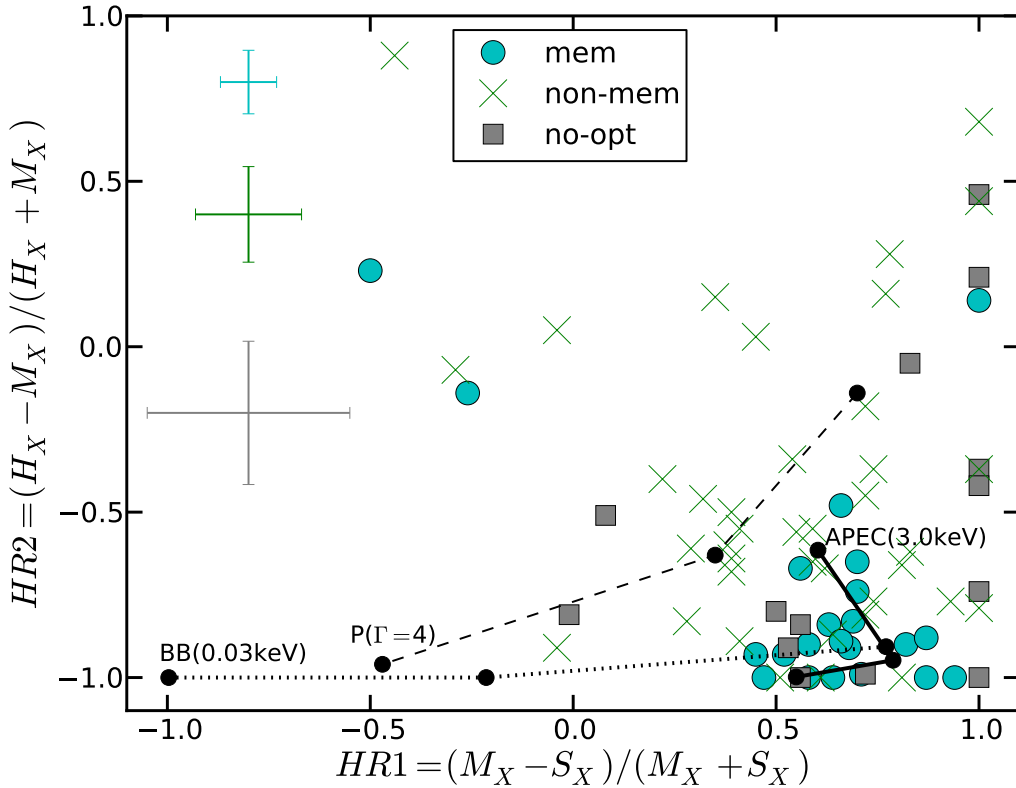 1.0
0.5
0.0
−0.5
−1.0
HR2=(H_X−M_X)/(H_X+M_X)
mem
non-mem
no-opt
APEC(3.0keV)
P(Γ=4)
BB(0.03keV)
−1.0 −0.5 0.0 0.5 1.0
HR1=(M_X−S_X)/(M_X+S_X)